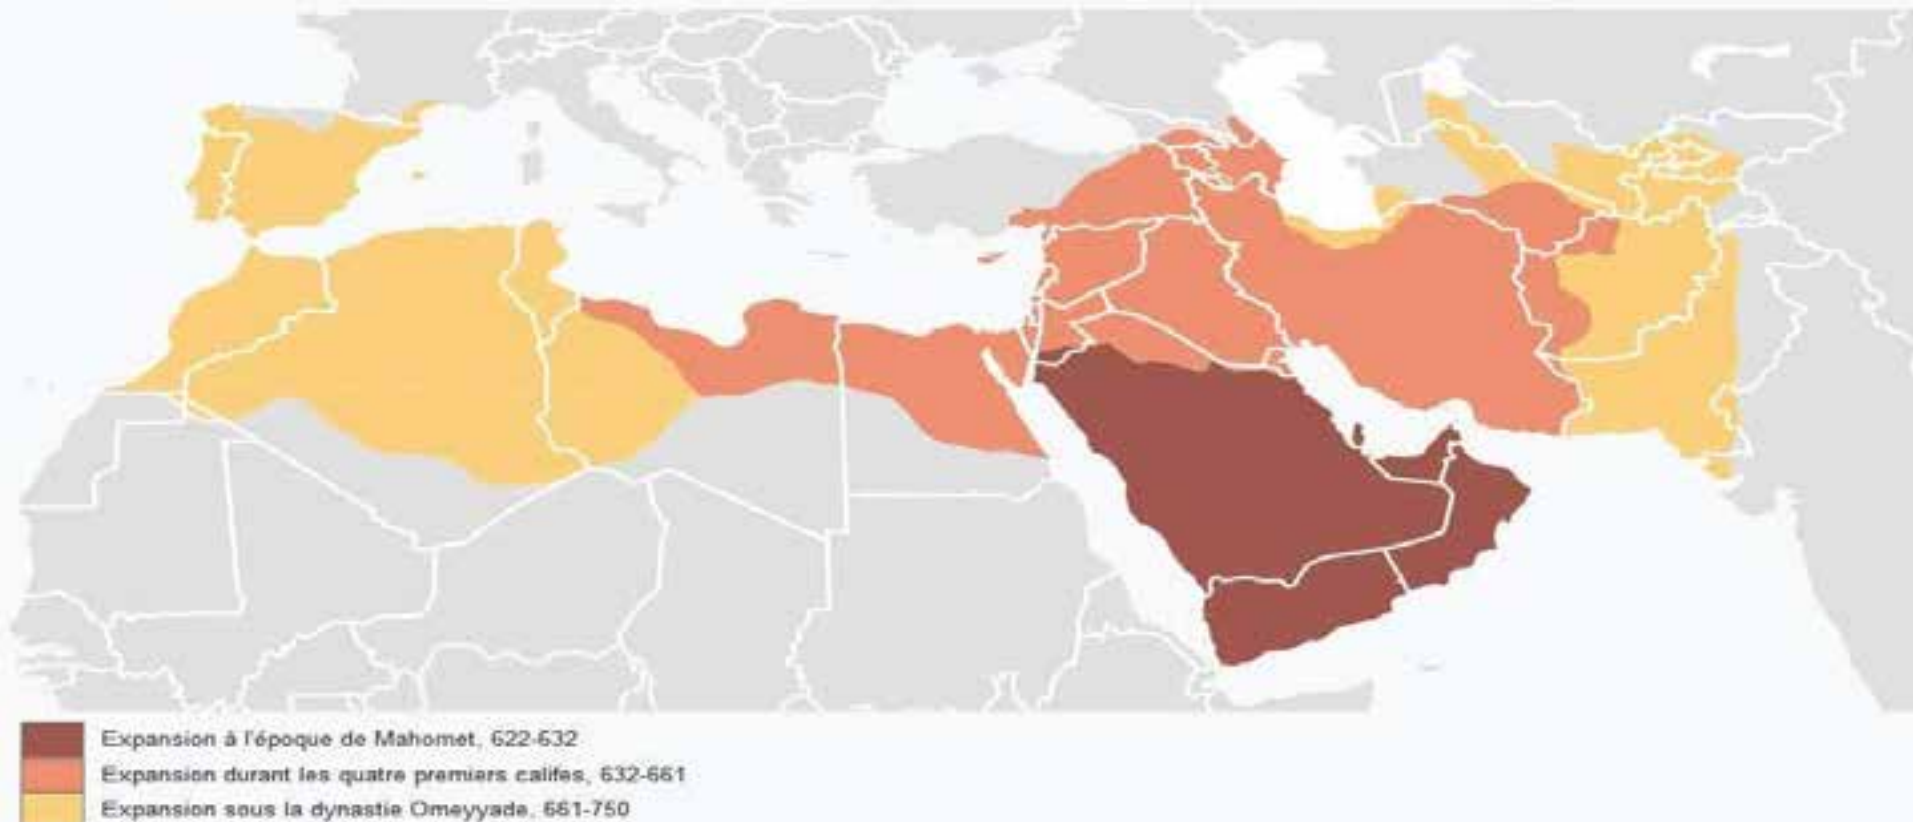 Expansion à l'époque de Mahomet, 622-632
Expansion durant les quatre premiers califes, 632-661
Expansion sous la dynastie Omeyyade, 661-750